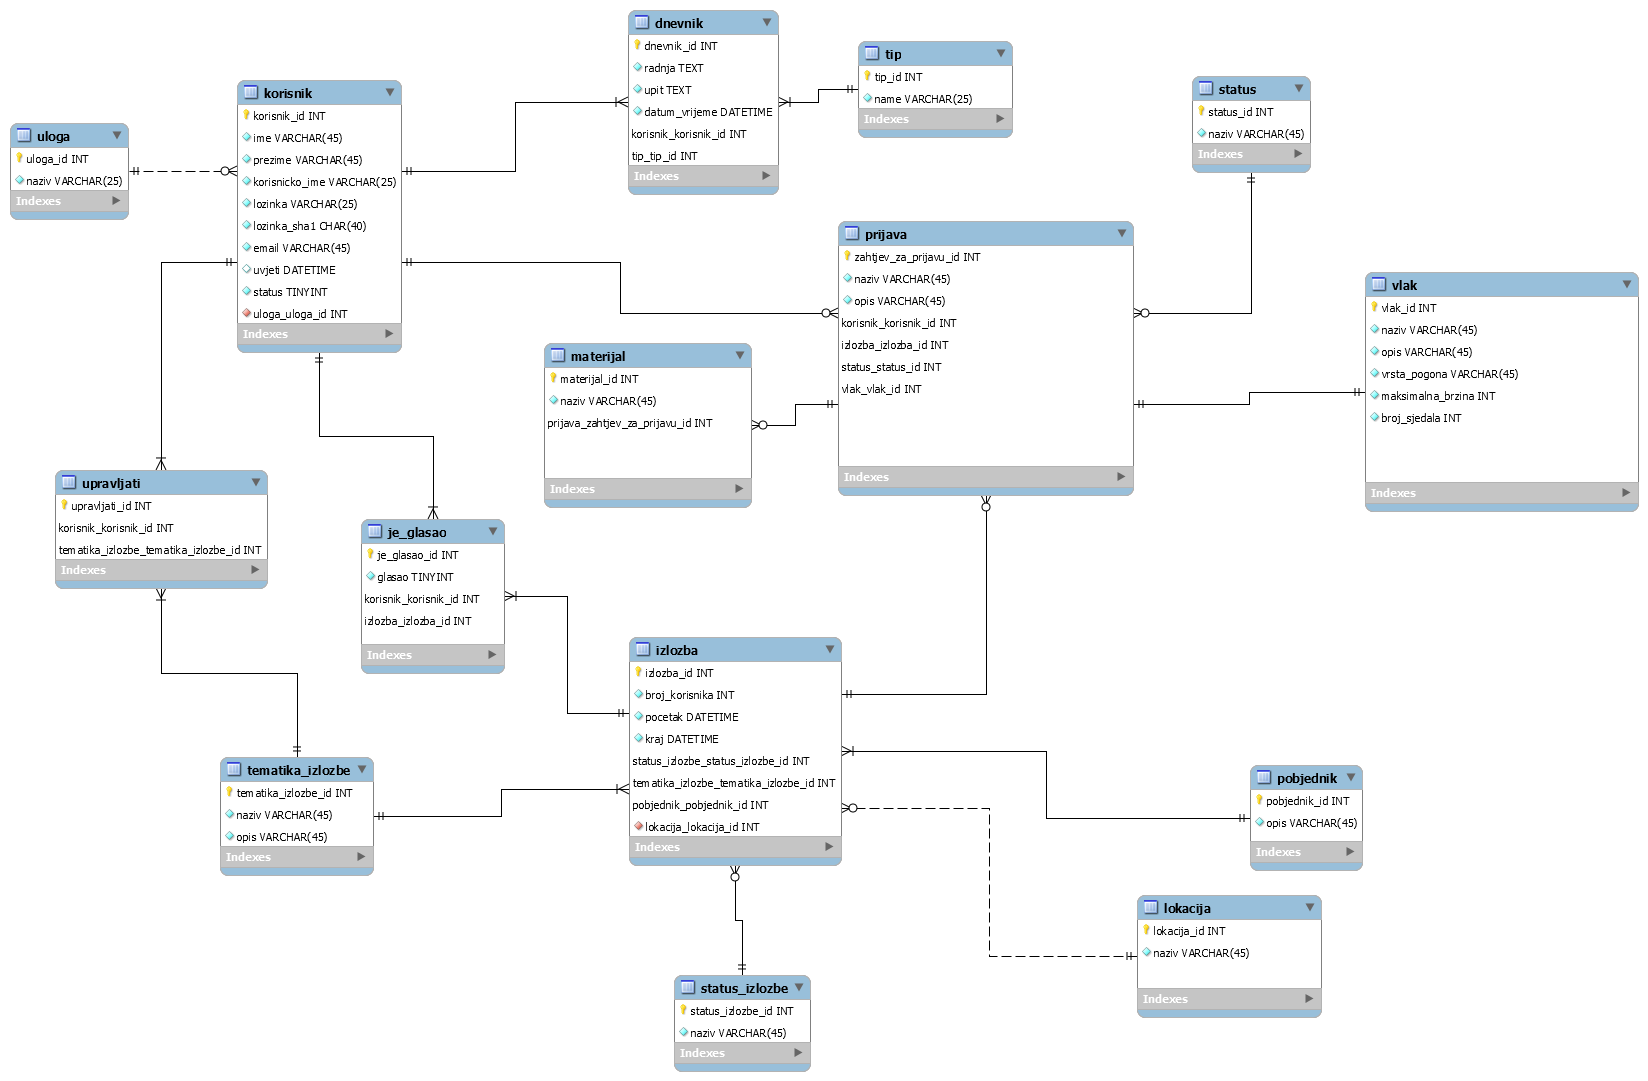 dnevnik
dnevnik_id INT
radnja TEXT
upit TEXT
datum_vrijeme DATETIME
korisnik_korisnik_id INT
tip_tip_id INT
Indexes
tip
tip_id INT
name VARCHAR(25)
Indexes
status
status_id INT
naziv VARCHAR(45)
Indexes
korisnik
korisnik_id INT
ime VARCHAR(45)
prezime VARCHAR(45)
korisnicko_ime VARCHAR(25)
lozinka VARCHAR(25)
lozinka_sha1 CHAR(40)
email VARCHAR(45)
uvjeti DATETIME
status TINYINT
uloga_uloga_id INT
Indexes
uloga
uloga_id INT
naziv VARCHAR(25)
Indexes
prijava
zahtjev_za_prijavu_id INT
naziv VARCHAR(45)
opis VARCHAR(45)
korisnik_korisnik_id INT
izlozba_izlozba_id INT
status_status_id INT
vlak_vlak_id INT
Indexes
vlak
vlak_id INT
naziv VARCHAR(45)
opis VARCHAR(45)
vrsta_pogona VARCHAR(45)
maksimalna_brzina INT
broj_sjedala INT
Indexes
materijal
materijal_id INT
naziv VARCHAR(45)
prijava_zahtjev_za_prijavu_id INT
Indexes
upravljati
upravljati_id INT
korisnik_korisnik_id INT
tematika_izlozbe_tematika_izlozbe_id INT
Indexes
je_glasao
je_glasao_id INT
glasao TINYINT
korisnik_korisnik_id INT
izlozba_izlozba_id INT
Indexes
izlozba
izlozba_id INT
broj_korisnika INT
pocetak DATETIME
kraj DATETIME
status_izlozbe_status_izlozbe_id INT
tematika_izlozbe_tematika_izlozbe_id INT
pobjednik_pobjednik_id INT
lokacija_lokacija_id INT
Indexes
tematika_izlozbe
tematika_izlozbe_id INT
naziv VARCHAR(45)
opis VARCHAR(45)
Indexes
pobjednik
pobjednik_id INT
opis VARCHAR(45)
Indexes
lokacija
lokacija_id INT
naziv VARCHAR(45)
Indexes
status_izlozbe
status_izlozbe_id INT
naziv VARCHAR(45)
Indexes